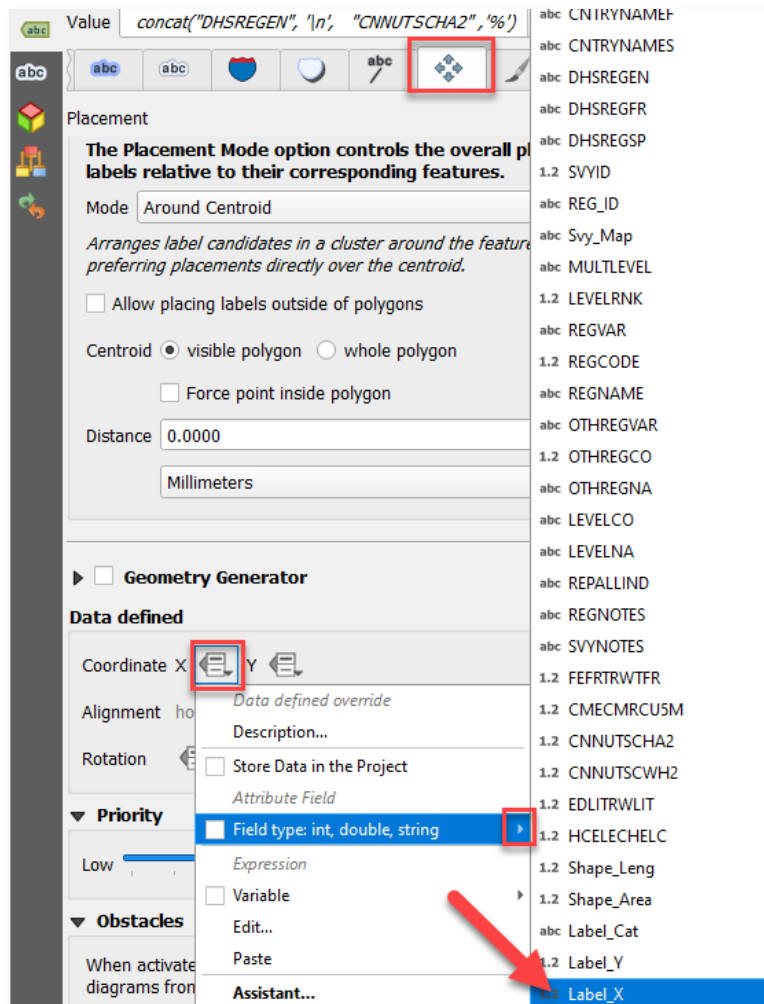 abc
Value concat("DHSREGEN", '\n', "CNNUTSCHA2" ,'%')
abc
abc
abc
abc
Placement
The Placement Mode option controls the overall pl
labels relative to their corresponding features.
Mode Around Centroid
Arranges label candidates in a cluster around the feature
preferring placements directly over the centroid.
Allow placing labels outside of polygons
Centroid visible polygon whole polygon
Force point inside polygon
Distance 0.0000
Millimeters
Geometry Generator
Data defined
Coordinate X Y
Alignment ho
Rotation
Priority
Low
Obstacles
When activate
diagrams from
Data defined override
Description...
Store Data in the Project
Attribute Field
Field type: int, double, string
Expression
Variable
Edit...
Paste
Assistant...
abc CNTRYNAMEF
abc CNTRYNAMES
abc DHSREGEN
abc DHSREGFR
abc DHSREGSP
1.2 SVYID
abc REG_ID
abc Svy_Map
abc MULTLEVEL
1.2 LEVELRNK
abc REGVAR
1.2 REGCODE
abc REGNAME
abc OTHREGVAR
1.2 OTHREGCO
abc OTHREGNA
abc LEVELCO
abc LEVELNA
abc REPALLIND
abc REGNOTES
abc SVYNOTES
1.2 FEFRTRWTFR
1.2 CMECMRCU5M
1.2 CNNUTSCHA2
1.2 CNNUTSCWH2
1.2 EDLITRWLIT
1.2 HCELECHELC
1.2 Shape_Leng
1.2 Shape_Area
abc Label_Cat
1.2 Label_Y
Label_X